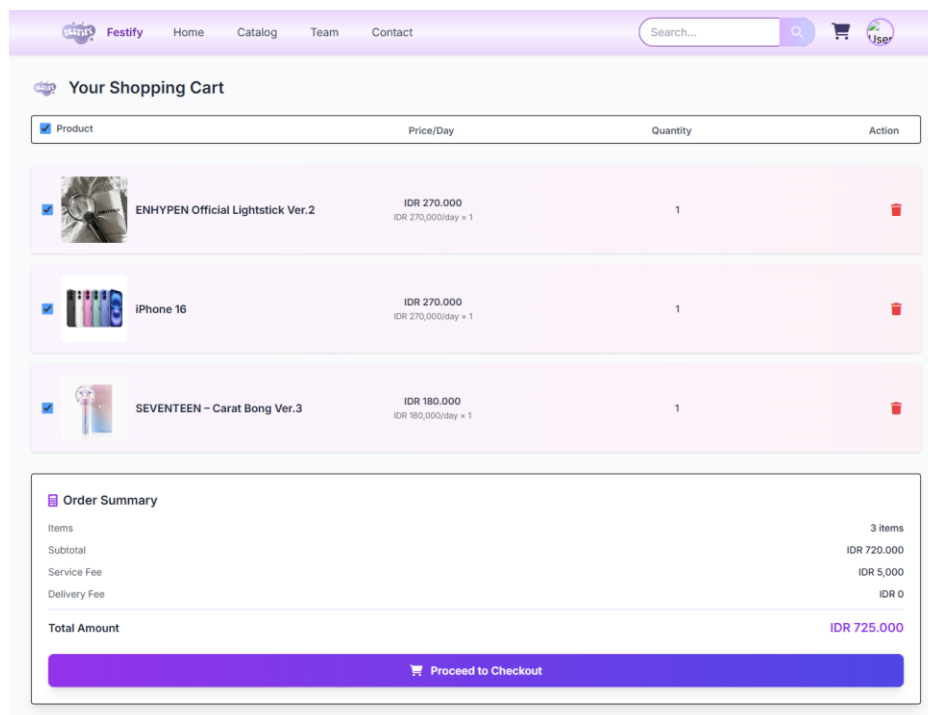 Festify Home Catalog Team Contact Search... User
Your Shopping Cart
Product Price/Day Quantity Action
ENHYPEN Official Lightstick Ver.2
IDR 270.000
IDR 270,000/day × 1
1
iPhone 16
IDR 270.000
IDR 270,000/day × 1
1
SEVENTEEN – Carat Bong Ver.3
IDR 180.000
IDR 180,000/day × 1
1
Order Summary
Items 3 items
Subtotal IDR 720.000
Service Fee IDR 5,000
Delivery Fee IDR 0
Total Amount IDR 725.000
Proceed to Checkout